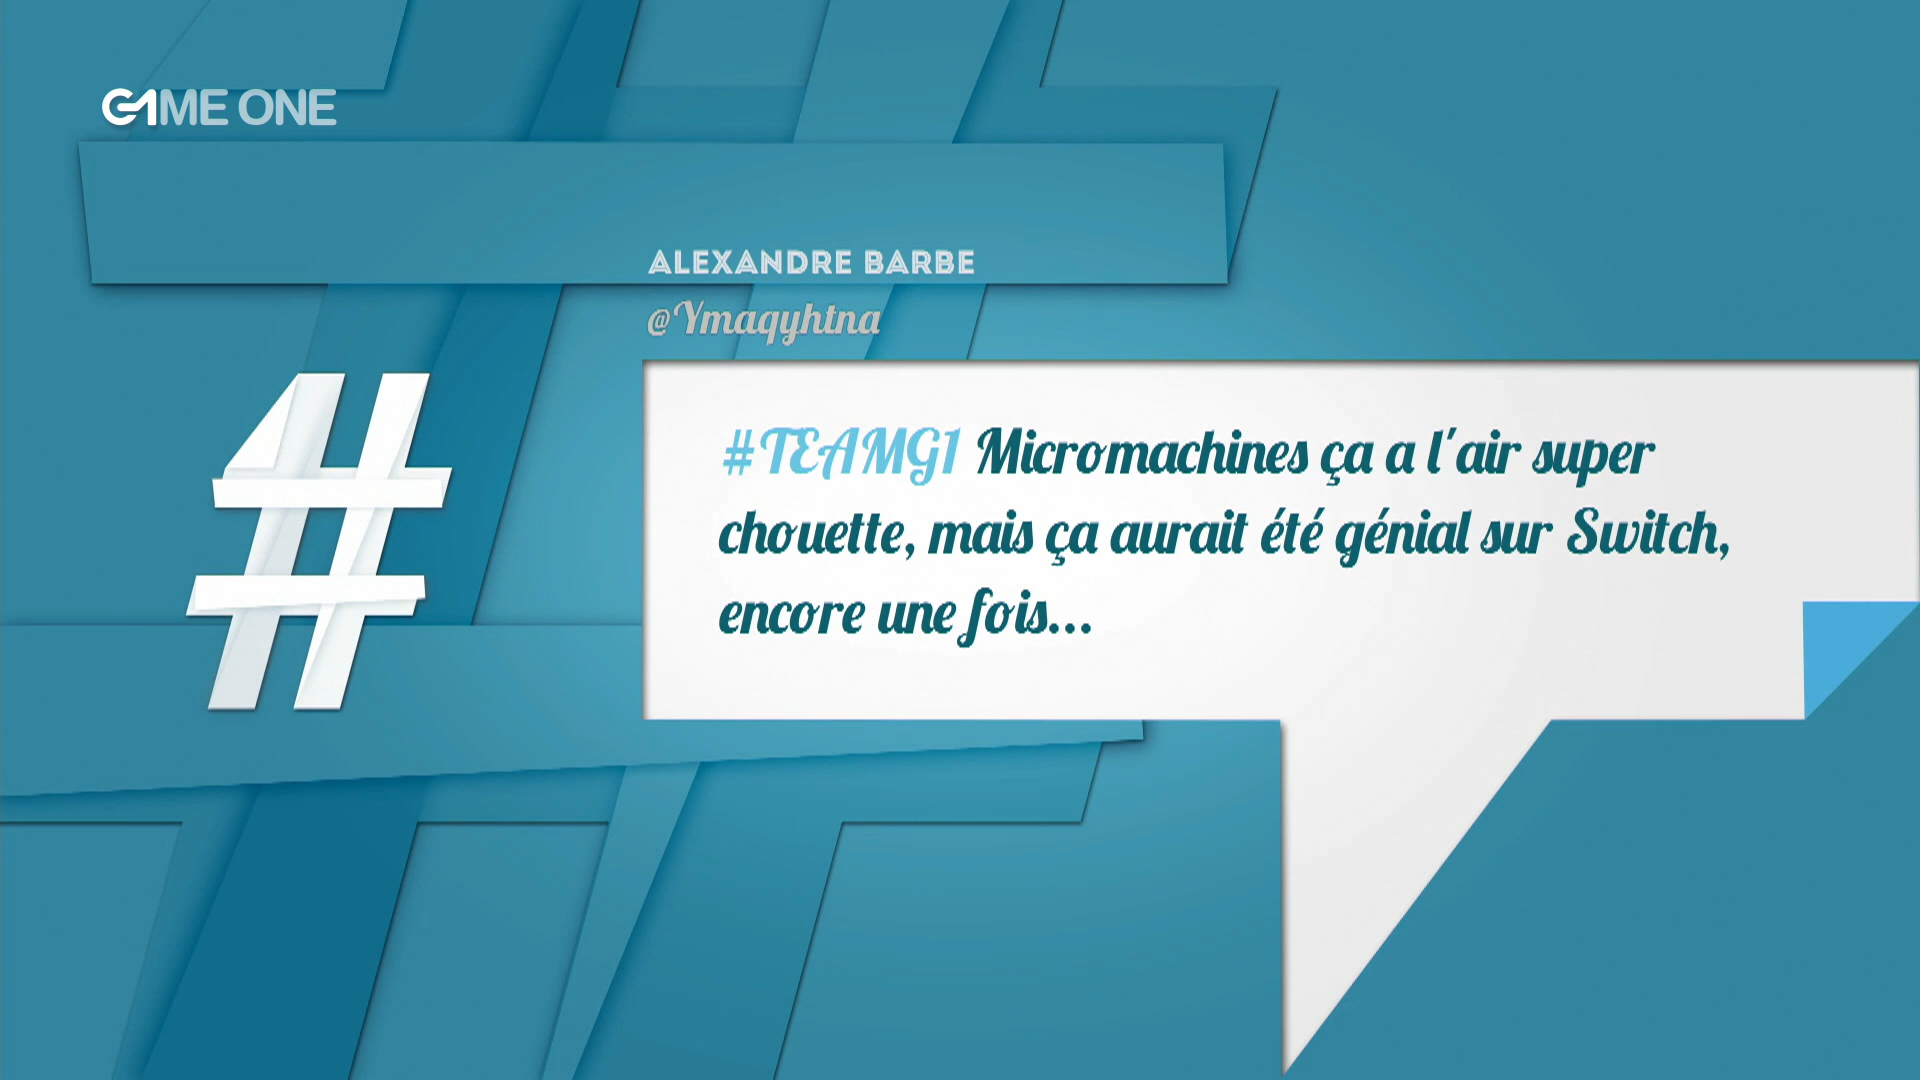 GAME ONE
ALEXANDRE BARBE
@Ymaqyhtna
#TEAMG1 Micromachines ça a l'air super
chouette, mais ça aurait été génial sur Switch,
encore une fois...